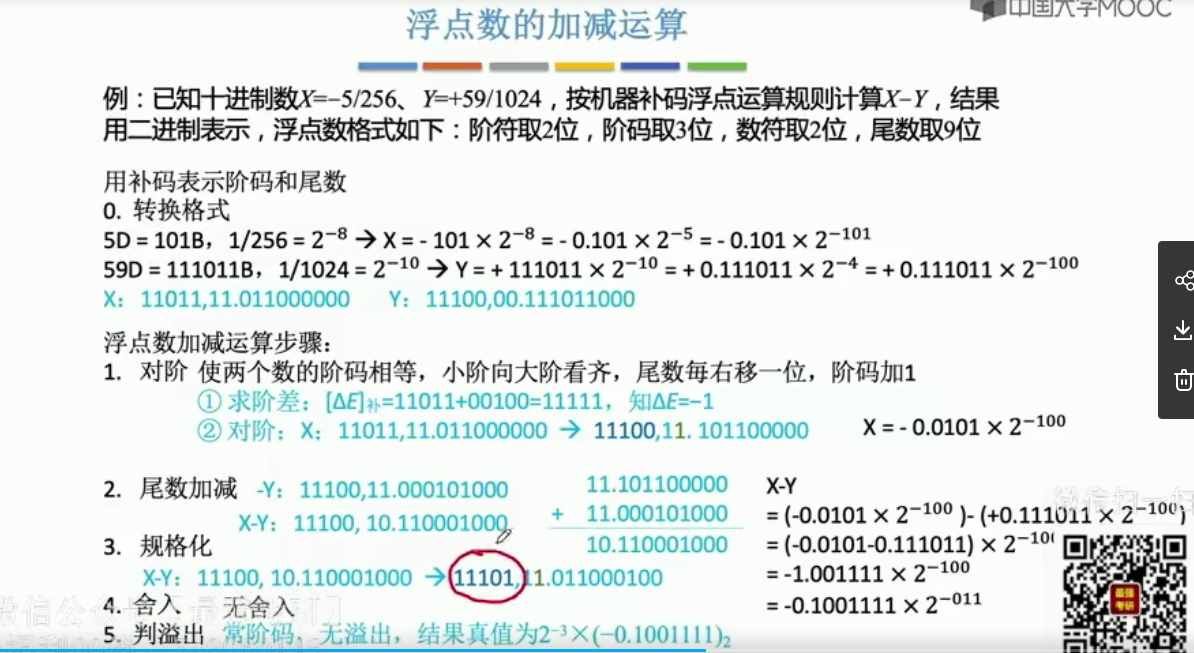 中国大学MOOC
浮点数的加减运算
例：已知十进制数X=−5/256、Y=+59/1024，按机器补码浮点运算规则计算X−Y，结果
用二进制表示，浮点数格式如下：阶符取2位，阶码取3位，数符取2位，尾数取9位
用补码表示阶码和尾数
0. 转换格式
5D = 101B，1/256 = 2⁻⁸ → X = - 101 × 2⁻⁸ = - 0.101 × 2⁻⁵ = - 0.101 × 2⁻¹⁰¹
59D = 111011B，1/1024 = 2⁻¹⁰ → Y = + 111011 × 2⁻¹⁰ = + 0.111011 × 2⁻⁴ = + 0.111011 × 2⁻¹⁰⁰
X： 11011,11.011000000 Y： 11100,00.111011000
浮点数加减运算步骤：
1. 对阶 使两个数的阶码相等，小阶向大阶看齐，尾数每右移一位，阶码加1
① 求阶差：[ΔE]补=11011+00100=11111，知ΔE=−1
② 对阶：X： 11011,11.011000000 → 11100,11. 101100000 X = - 0.0101 × 2⁻¹⁰⁰
2. 尾数加减 -Y： 11100,11.000101000
X-Y： 11100, 10.110001000
11.101100000
+ 11.000101000
10.110001000
X-Y
= (-0.0101 × 2⁻¹⁰⁰ )- (+0.111011 × 2⁻¹⁰⁰)
= (-0.0101-0.111011) × 2⁻¹⁰
= -1.001111 × 2⁻¹⁰⁰
= -0.1001111 × 2⁻⁰¹¹
3. 规格化
X-Y： 11100, 10.110001000 → 11101,11.011000100
4. 舍入 无舍入
5. 判溢出 常阶码，无溢出，结果真值为2⁻³×(−0.1001111)₂
微信扫一扫
最强
考研